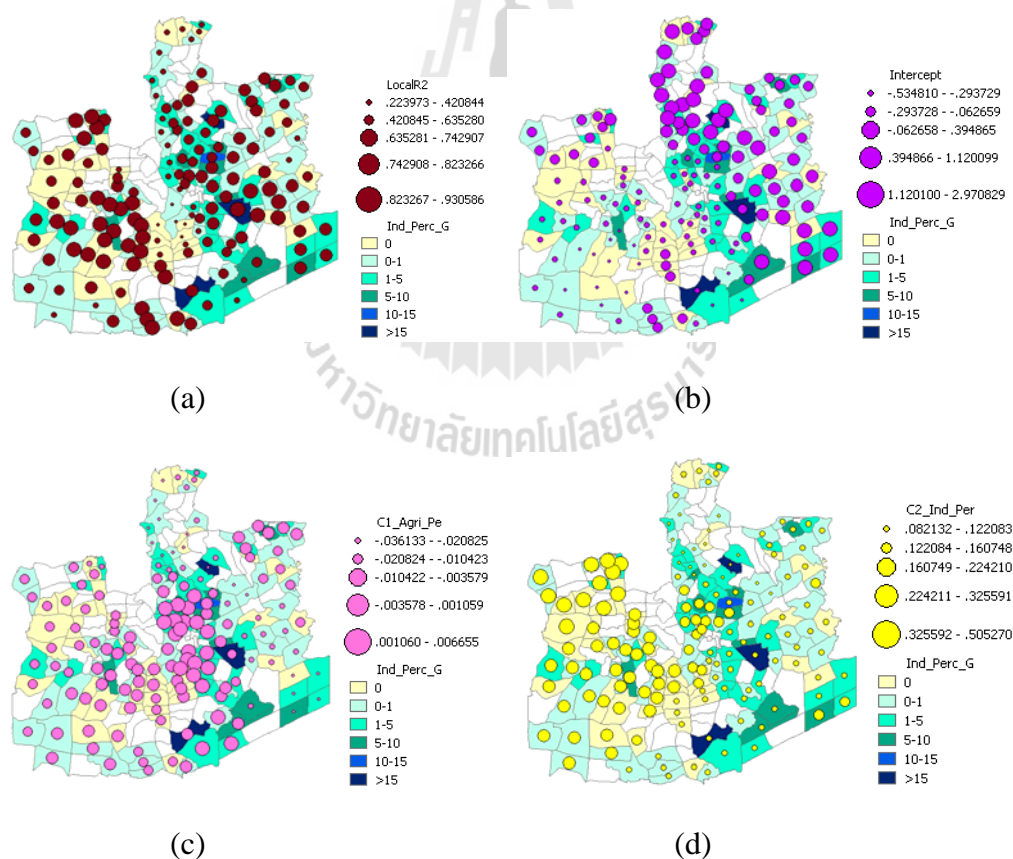 LocalR2
.223973 - .420844
.420845 - .635280
.635281 - .742907
.742908 - .823266
.823267 - .930586
Ind_Perc_G
0
0-1
1-5
5-10
10-15
>15
(a)
Intercept
-.534810 - -.293729
-.293728 - -.062659
-.062658 - .394865
.394866 - 1.120099
1.120100 - 2.970829
Ind_Perc_G
0
0-1
1-5
5-10
10-15
>15
(b)
C1_Agri_Pe
-.036133 - -.020825
-.020824 - -.010423
-.010422 - -.003579
-.003578 - .001059
.001060 - .006655
Ind_Perc_G
0
0-1
1-5
5-10
10-15
>15
(c)
C2_Ind_Per
.082132 - .122083
.122084 - .160748
.160749 - .224210
.224211 - .325591
.325592 - .505270
Ind_Perc_G
0
0-1
1-5
5-10
10-15
>15
(d)